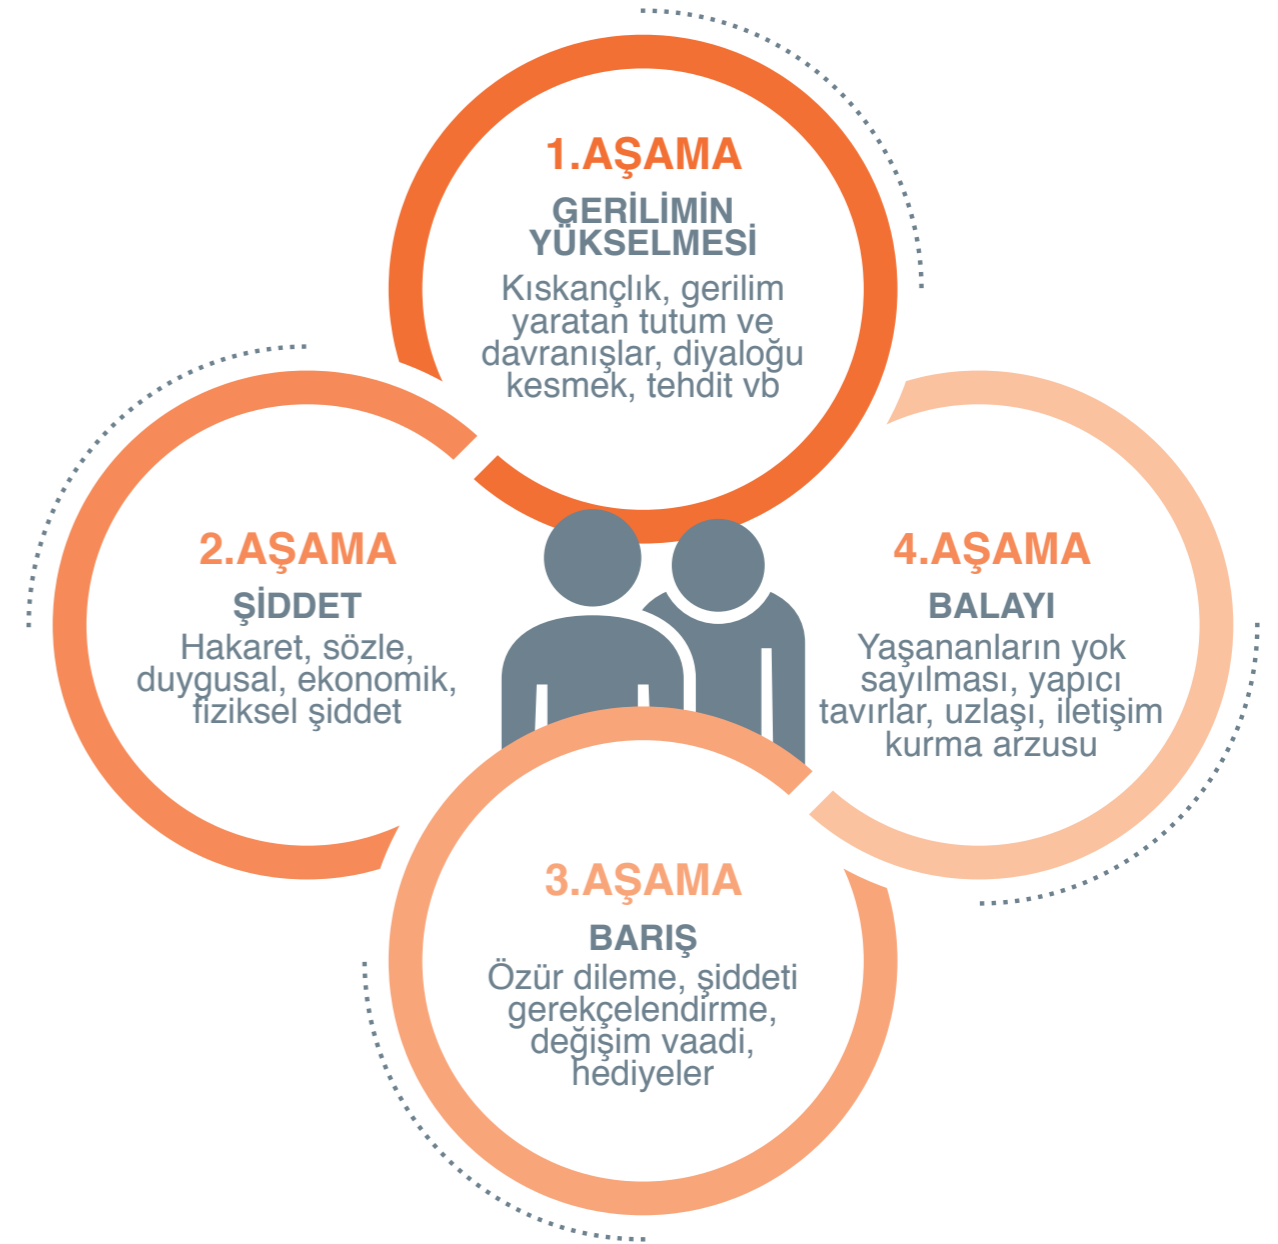 1.AŞAMA
GERİLİMİN
YÜKSELMESİ
Kıskançlık, gerilim
yaratan tutum ve
davranışlar, diyaloğu
kesmek, tehdit vb
2.AŞAMA
ŞİDDET
Hakaret, sözle,
duygusal, ekonomik,
fiziksel şiddet
3.AŞAMA
BARIŞ
Özür dileme, şiddeti
gerekçelendirme,
değişim vaadi,
hediyeler
4.AŞAMA
BALAYI
Yaşananların yok
sayılması, yapıcı
tavırlar, uzlaşı, iletişim
kurma arzusu